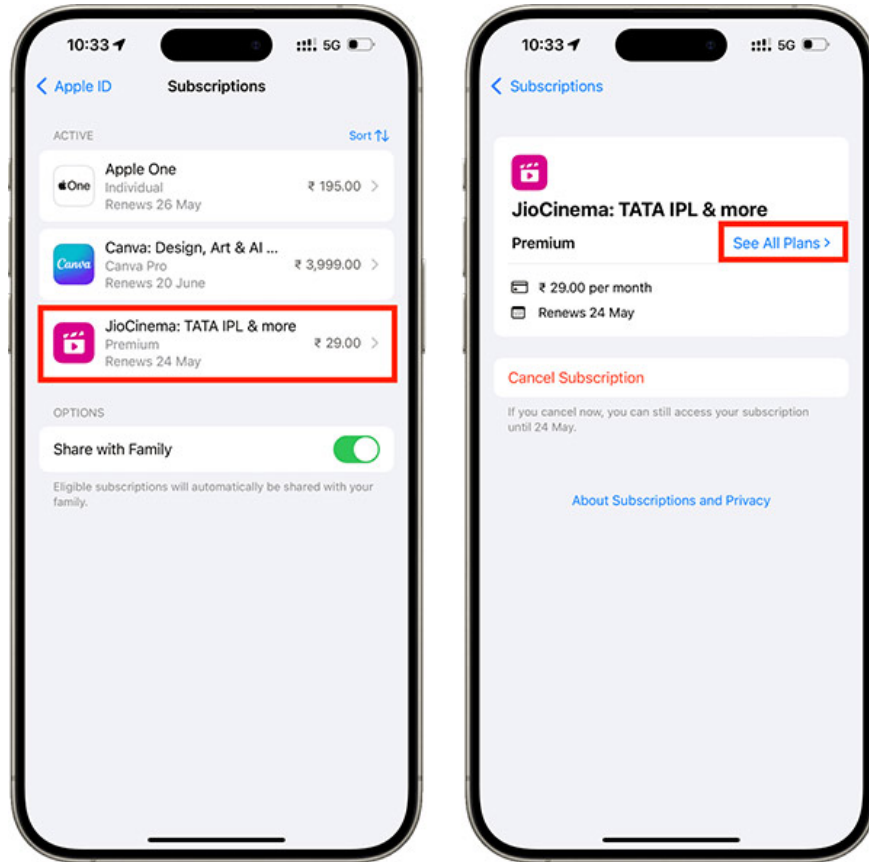 10:33
5G
Apple ID
Subscriptions
ACTIVE
Sort
One
Apple One
Individual
Renews 26 May
₹ 195.00
Canva
Canva: Design, Art & AI ...
Canva Pro
Renews 20 June
₹ 3,999.00
JioCinema: TATA IPL & more
Premium
Renews 24 May
₹ 29.00
OPTIONS
Share with Family
Eligible subscriptions will automatically be shared with your
family.
10:33
5G
Subscriptions
JioCinema: TATA IPL & more
Premium
See All Plans
₹ 29.00 per month
Renews 24 May
Cancel Subscription
If you cancel now, you can still access your subscription
until 24 May.
About Subscriptions and Privacy